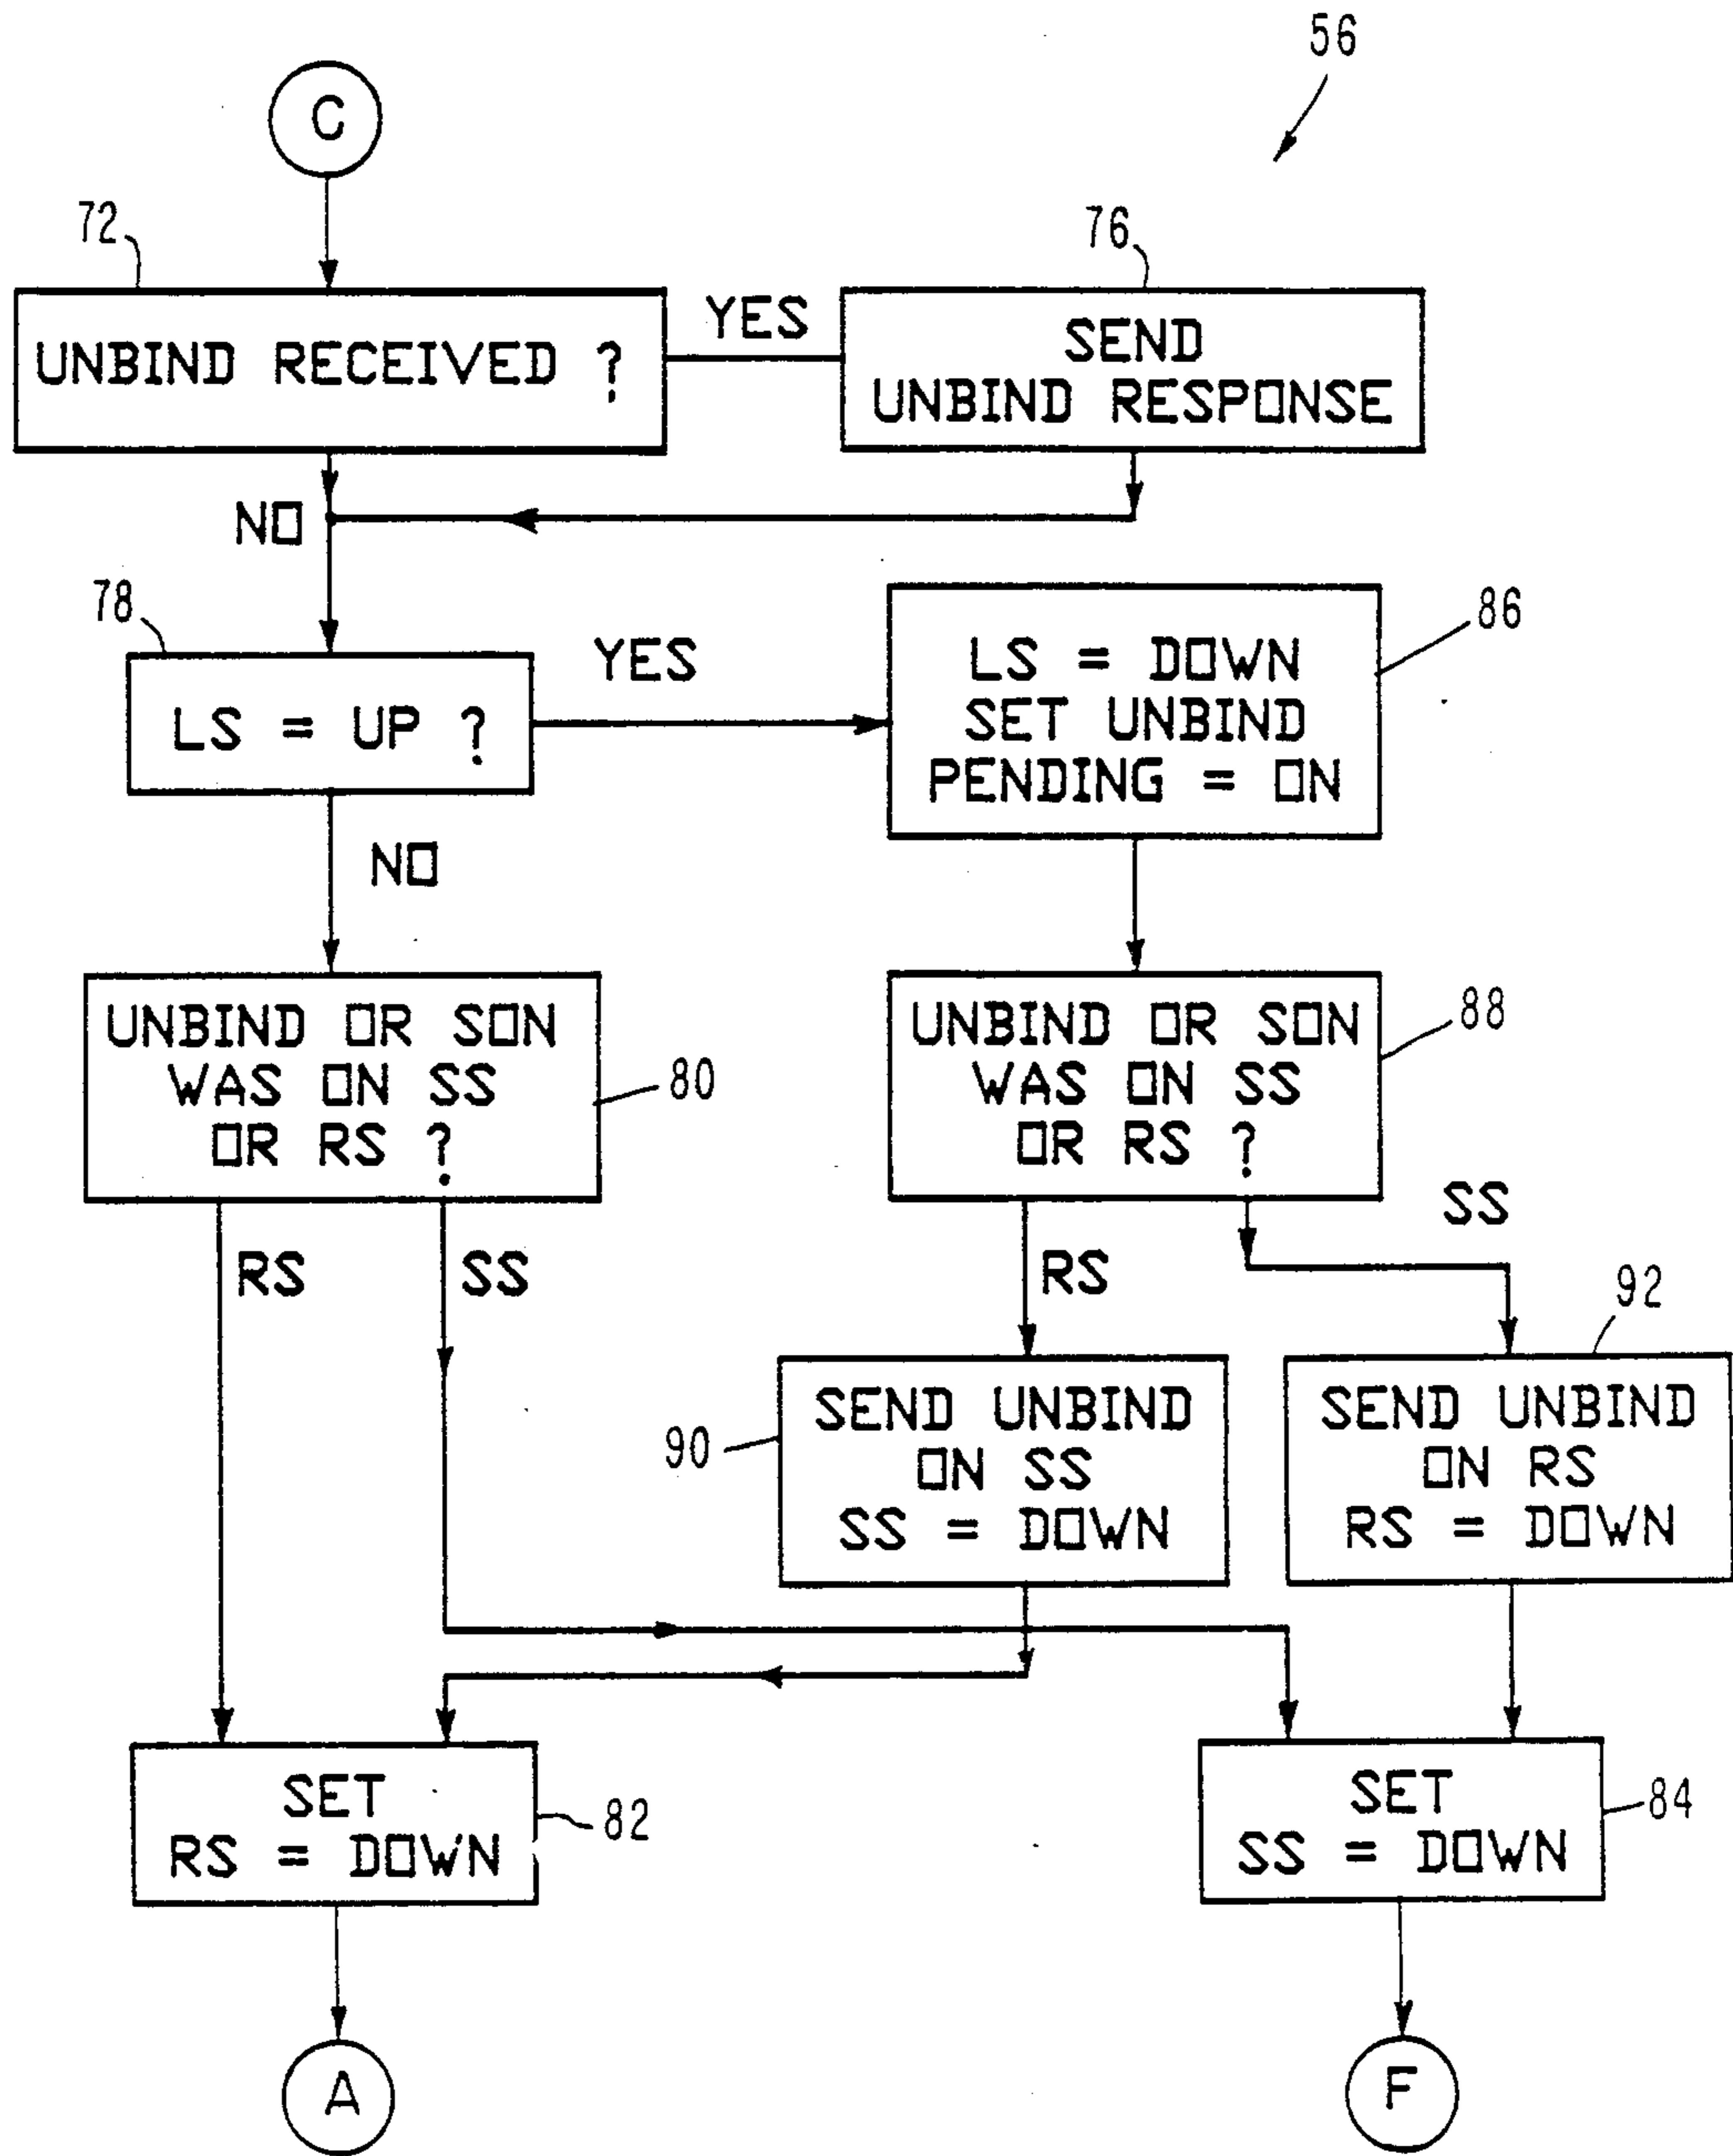 56
C
72
76
UNBIND RECEIVED ?
YES
SEND
UNBIND RESPONSE
NO
78
86
LS = UP ?
YES
LS = DOWN
SET UNBIND
PENDING = ON
NO
80
UNBIND OR SON
WAS ON SS
OR RS ?
88
UNBIND OR SON
WAS ON SS
OR RS ?
RS
SS
RS
SS
90
SEND UNBIND
ON SS
SS = DOWN
92
SEND UNBIND
ON RS
RS = DOWN
SET
RS = DOWN
82
SET
SS = DOWN
84
A
F